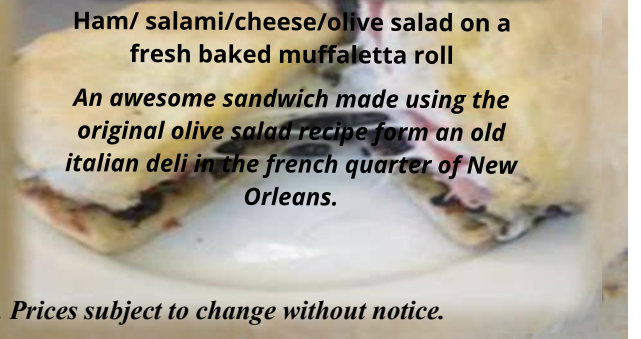 Ham/ salami/cheese/olive salad on a
fresh baked muffaletta roll
An awesome sandwich made using the
original olive salad recipe form an old
italian deli in the french quarter of New
Orleans.
Prices subject to change without notice.